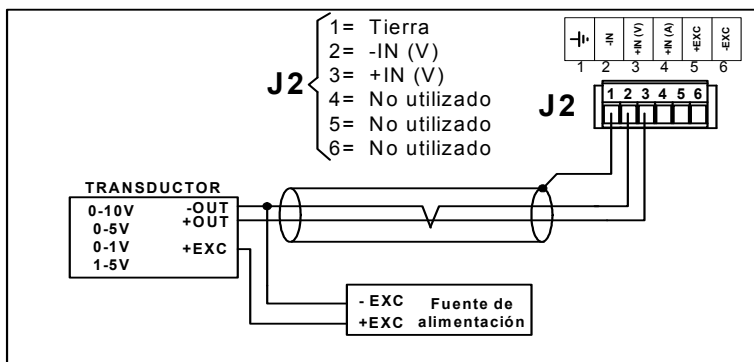 J2
1= Tierra
2= -IN (V)
3= +IN (V)
4= No utilizado
5= No utilizado
6= No utilizado
-IN
+IN (V)
+IN (A)
+EXC
-EXC
1 2 3 4 5 6
J2
1 2 3 4 5 6
TRANSDUCTOR
0-10V
0-5V
0-1V
1-5V
-OUT
+OUT
+EXC
- EXC
+EXC
Fuente de
alimentación